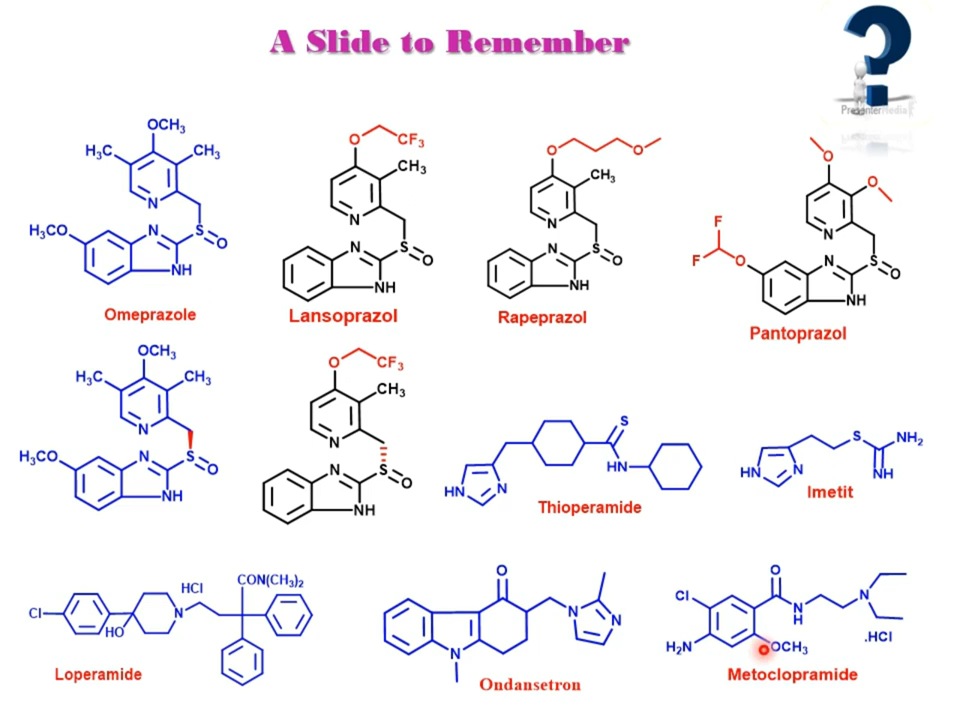 A Slide to Remember
PresenterMedia
OCH3
H3C
CH3
N
H3CO
N
S
O
NH
Omeprazole
O
CF3
CH3
N
N
S
O
NH
Lansoprazol
O
O
CH3
N
N
S
O
NH
Rapeprazol
O
O
N
F
F
O
N
S
O
NH
Pantoprazol
OCH3
H3C
CH3
N
H3CO
N
S
O
NH
O
CF3
CH3
N
N
S
O
NH
S
HN
HN
N
Thioperamide
S
NH2
NH
HN
N
Imetit
Cl
HO
N
HCl
CON(CH3)2
Loperamide
O
N
N
N
Ondansetron
O
Cl
N
H
N
H2N
OCH3
.HCl
Metoclopramide